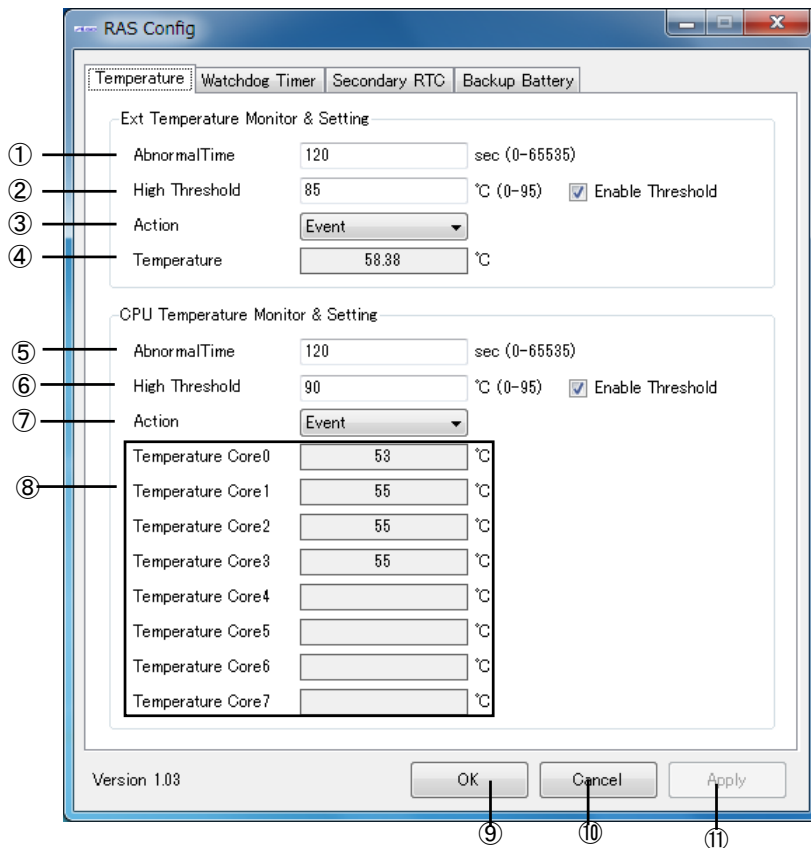 RAS Config
Temperature Watchdog Timer Secondary RTC Backup Battery
Ext Temperature Monitor & Setting
① AbnormalTime 120 sec (0-65535)
② High Threshold 85 ℃ (0-95) Enable Threshold
③ Action Event
④ Temperature 58.38 ℃
CPU Temperature Monitor & Setting
⑤ AbnormalTime 120 sec (0-65535)
⑥ High Threshold 90 ℃ (0-95) Enable Threshold
⑦ Action Event
Temperature Core0 53 ℃
⑧ Temperature Core1 55 ℃
Temperature Core2 55 ℃
Temperature Core3 55 ℃
Temperature Core4 ℃
Temperature Core5 ℃
Temperature Core6 ℃
Temperature Core7 ℃
Version 1.03 OK Cancel Apply
⑨ ⑩ ⑪